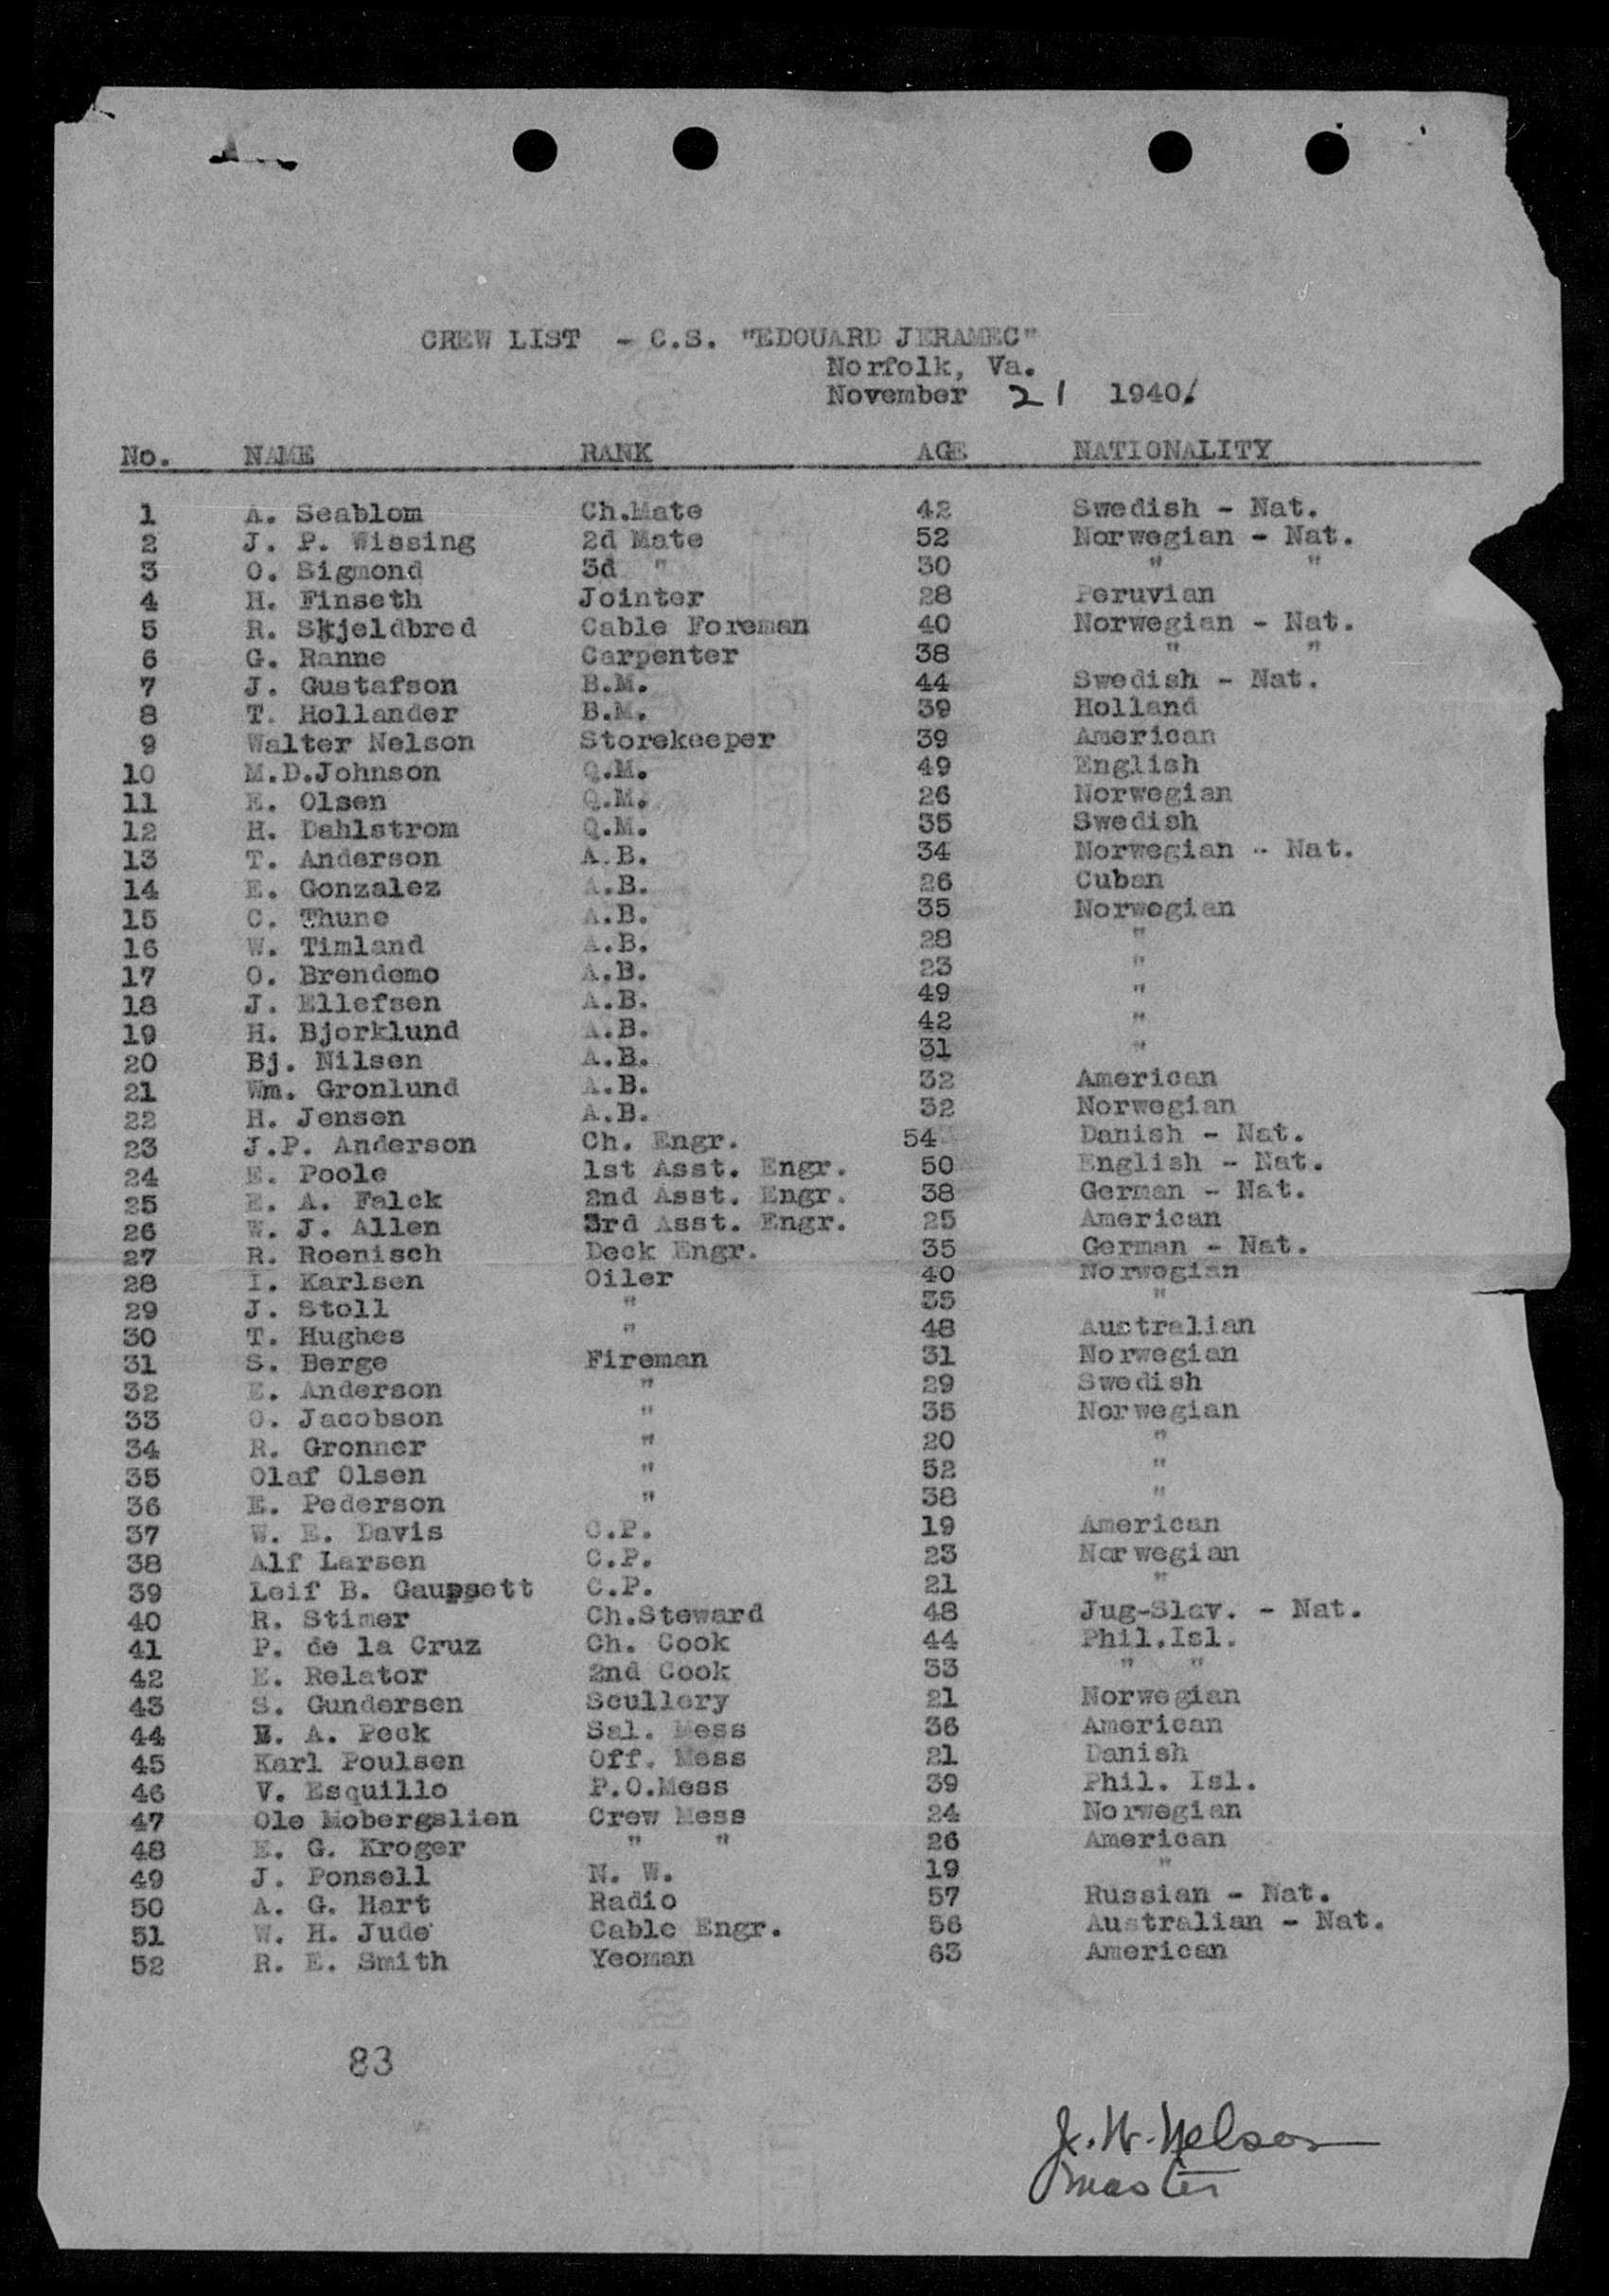 CREW LIST - C.S. "EDOUARD JERAMEC"
Norfolk, Va.
November 21 1940.
No. NAME RANK AGE NATIONALITY
1 A. Seablom Ch.Mate 42 Swedish - Nat.
2 J. P. Wissing 2d Mate 52 Norwegian - Nat.
3 O. Sigmond 3d " 30 " "
4 H. Finseth Jointer 28 Peruvian
5 R. Skjeldbred Cable Foreman 40 Norwegian - Nat.
6 G. Ranne Carpenter 38 " "
7 J. Gustafson B.M. 44 Swedish - Nat.
8 T. Hollander B.M. 39 Holland
9 Walter Nelson Storekeeper 39 American
10 M.D.Johnson Q.M. 49 English
11 E. Olsen Q.M. 26 Norwegian
12 H. Dahlstrom Q.M. 35 Swedish
13 T. Anderson A.B. 34 Norwegian - Nat.
14 E. Gonzalez A.B. 26 Cuban
15 C. Thune A.B. 35 Norwegian
16 W. Timland A.B. 28 "
17 O. Brendemo A.B. 23 "
18 J. Ellefsen A.B. 49 "
19 H. Bjorklund A.B. 42 "
20 Bj. Nilsen A.B. 31 "
21 Wm. Gronlund A.B. 32 American
22 H. Jensen A.B. 32 Norwegian
23 J.P. Anderson Ch. Engr. 54 Danish - Nat.
24 E. Poole 1st Asst. Engr. 50 English - Nat.
25 E. A. Falck 2nd Asst. Engr. 38 German - Nat.
26 W. J. Allen 3rd Asst. Engr. 25 American
27 R. Roenisch Deck Engr. 35 German - Nat.
28 I. Karlsen Oiler 40 Norwegian
29 J. Stoll " 35 "
30 T. Hughes " 48 Australian
31 S. Berge Fireman 31 Norwegian
32 E. Anderson " 29 Swedish
33 O. Jacobson " 35 Norwegian
34 R. Gronner " 20 "
35 Olaf Olsen " 52 "
36 E. Pederson " 38 "
37 W. E. Davis C.P. 19 American
38 Alf Larsen C.P. 23 Norwegian
39 Leif B. Gaupsett C.P. 21 "
40 R. Stimer Ch.Steward 48 Jug-Slav. - Nat.
41 P. de la Cruz Ch. Cook 44 Phil.Isl.
42 E. Relator 2nd Cook 33 " "
43 S. Gundersen Scullery 21 Norwegian
44 E. A. Peck Sal. Mess 36 American
45 Karl Poulsen Off. Mess 21 Danish
46 V. Esquillo P.O.Mess 39 Phil. Isl.
47 Ole Mobergslien Crew Mess 24 Norwegian
48 E. G. Kroger " " 26 American
49 J. Ponsell N. W. 19 "
50 A. G. Hart Radio 57 Russian - Nat.
51 W. H. Jude Cable Engr. 56 Australian - Nat.
52 R. E. Smith Yeoman 63 American
83
J. W. Nelson
Master